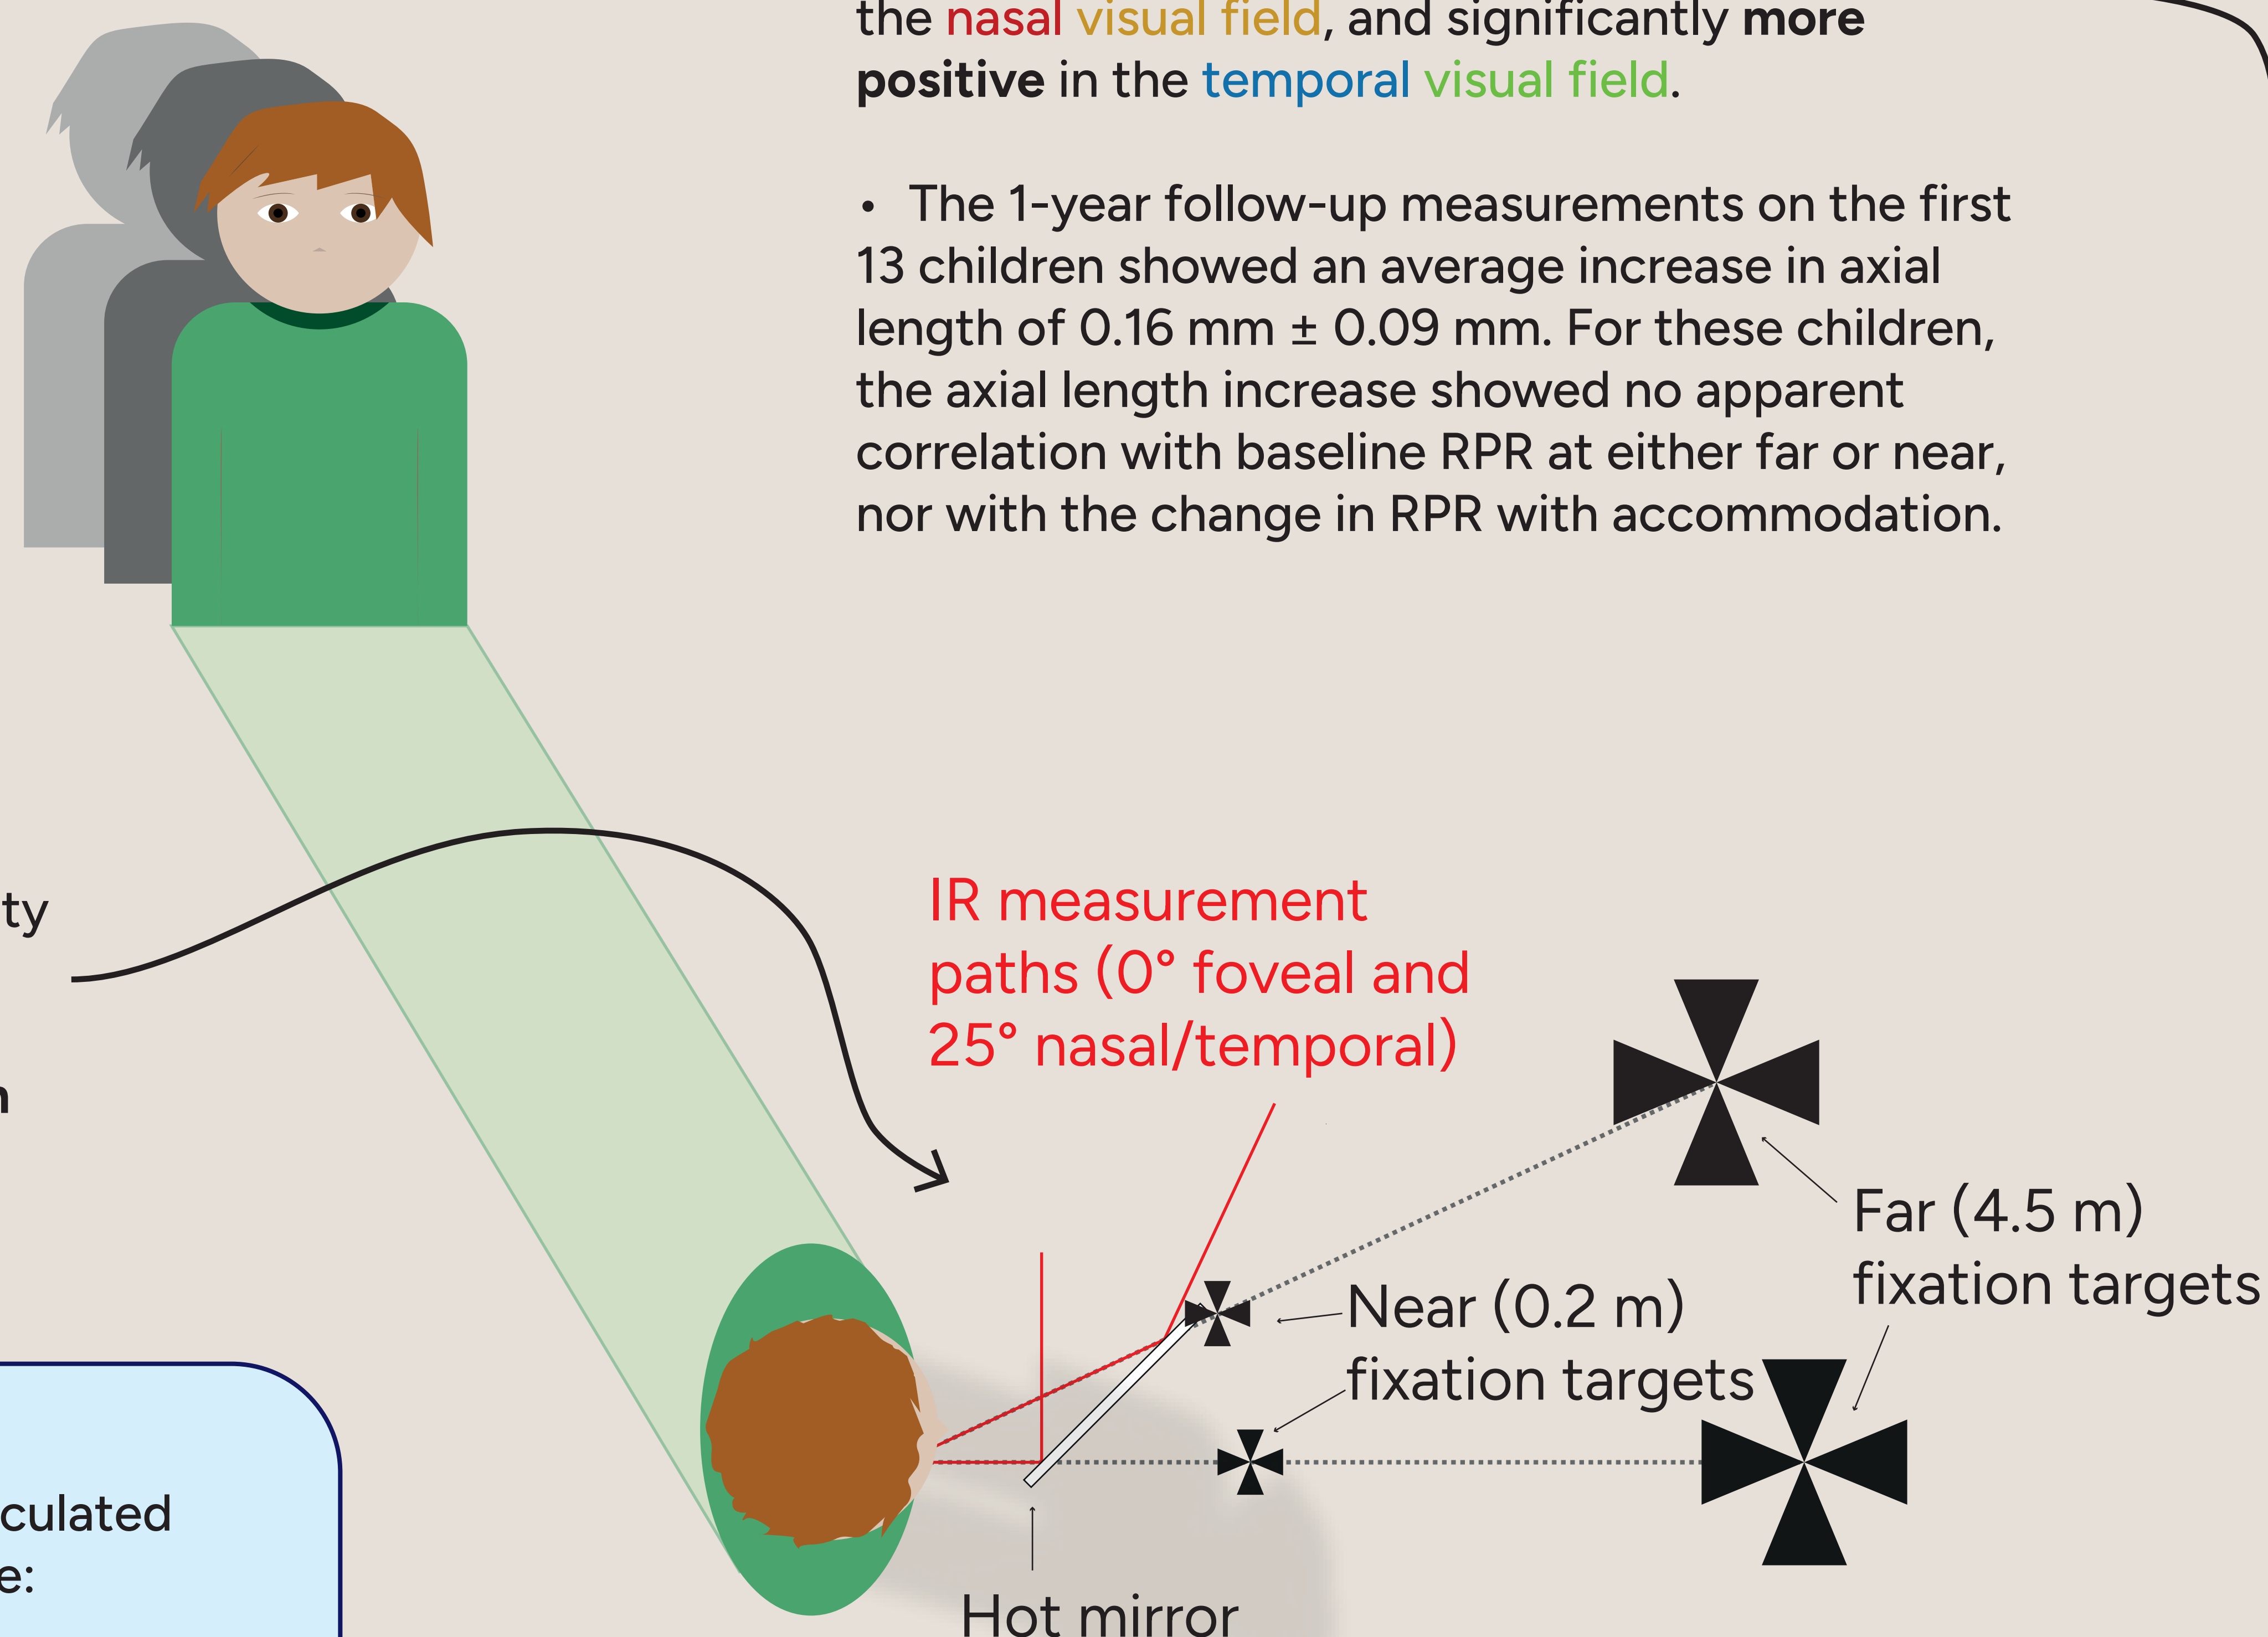 the nasal visual field, and significantly more
positive in the temporal visual field.
• The 1-year follow-up measurements on the first
13 children showed an average increase in axial
length of 0.16 mm ± 0.09 mm. For these children,
the axial length increase showed no apparent
correlation with baseline RPR at either far or near,
nor with the change in RPR with accommodation.
ty
n
IR measurement
paths (0° foveal and
25° nasal/temporal)
Far (4.5 m)
fixation targets
Near (0.2 m)
fixation targets
Hot mirror
culated
e: